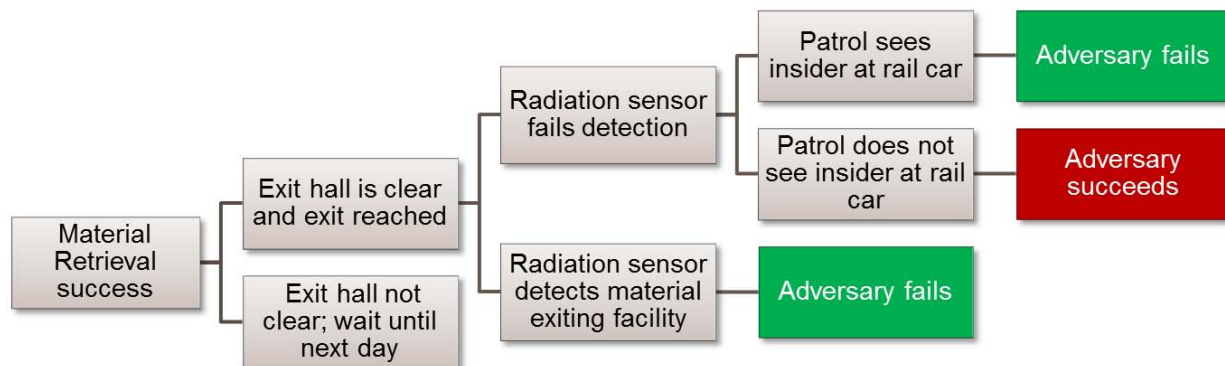 Material
Retrieval
success
Exit hall is clear
and exit reached
Exit hall not
clear; wait until
next day
Radiation sensor
fails detection
Radiation sensor
detects material
exiting facility
Patrol sees
insider at rail car
Patrol does not
see insider at rail
car
Adversary fails
Adversary fails
Adversary
succeeds